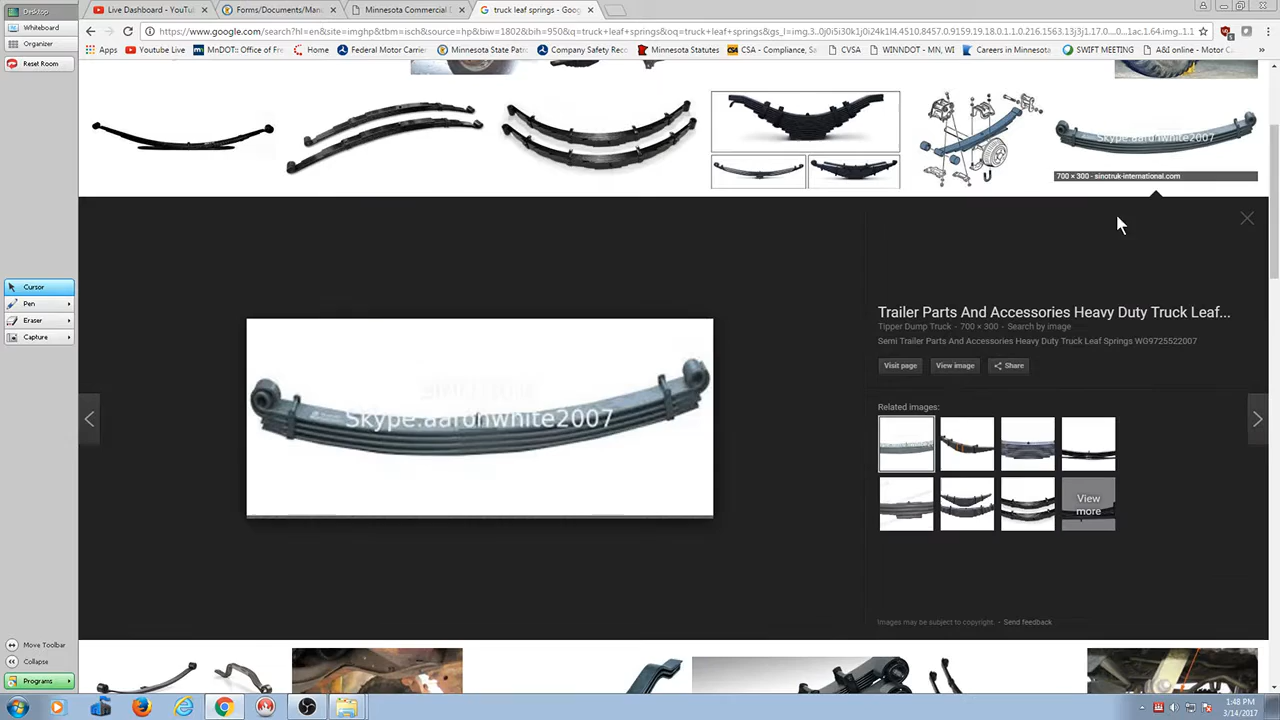 Desktop
Whiteboard
Organizer
Reset Room
Cursor
Pen
Eraser
Capture
Move Toolbar
Collapse
Programs
Live Dashboard - YouTu
Forms/Documents/Man
Minnesota Commercial D
truck leaf springs - Goo
https://www.google.com/search?hl=en&site=imghp&tbm=isch&source=hp&biw=1802&bih=950&q=truck+leaf+springs&oq=truck+leaf+springs&gs_l=img.3..0j0i5i30k1j0i24k1l4.4510.8457.0.9159.19.18.0.1.1.0.216.1563.13j3j1.17.0....0...1ac.1.64.img..1.1
Apps
Bookmarks
Youtube Live
MnDOT:: Office of Fre
Home
Federal Motor Carrier
Minnesota State Patr
Company Safety Reco
Minnesota Statutes
CSA - Compliance, Sa
CVSA
WINDOT - MN, WI
Careers in Minnesota
SWIFT MEETING
A&I online - Motor C
Skype:aaronwhite2007
700 × 300 - sinotruk-international.com
Skype:aaronwhite2007
Trailer Parts And Accessories Heavy Duty Truck Leaf...
Tipper Dump Truck - 700 × 300 - Search by image
Semi Trailer Parts And Accessories Heavy Duty Truck Leaf Springs WG9725522007
Visit page
View image
Share
Related images:
View more
Images may be subject to copyright. - Send feedback
1:48 PM
3/14/2017